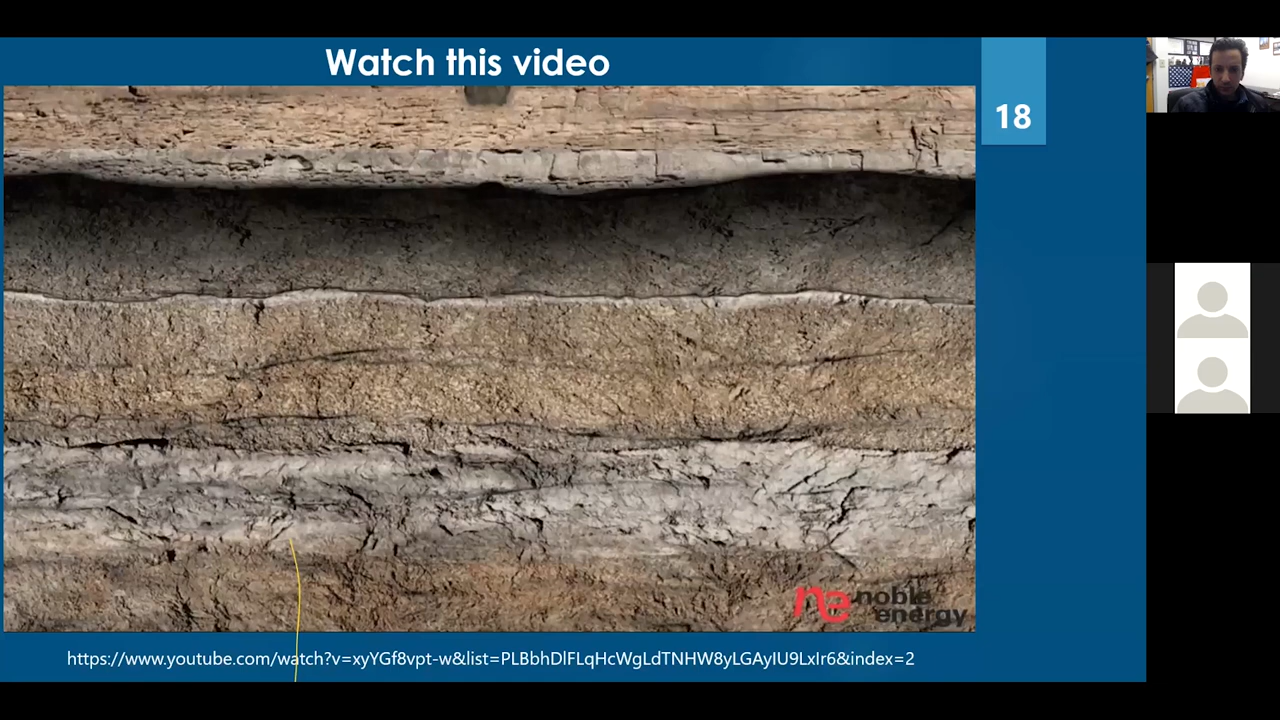 Watch this video
18
noble
energy
https://www.youtube.com/watch?v=xyYGf8vpt-w&list=PLBbhDlFLqHcWgLdTNHW8yLGAyIU9LxIr6&index=2